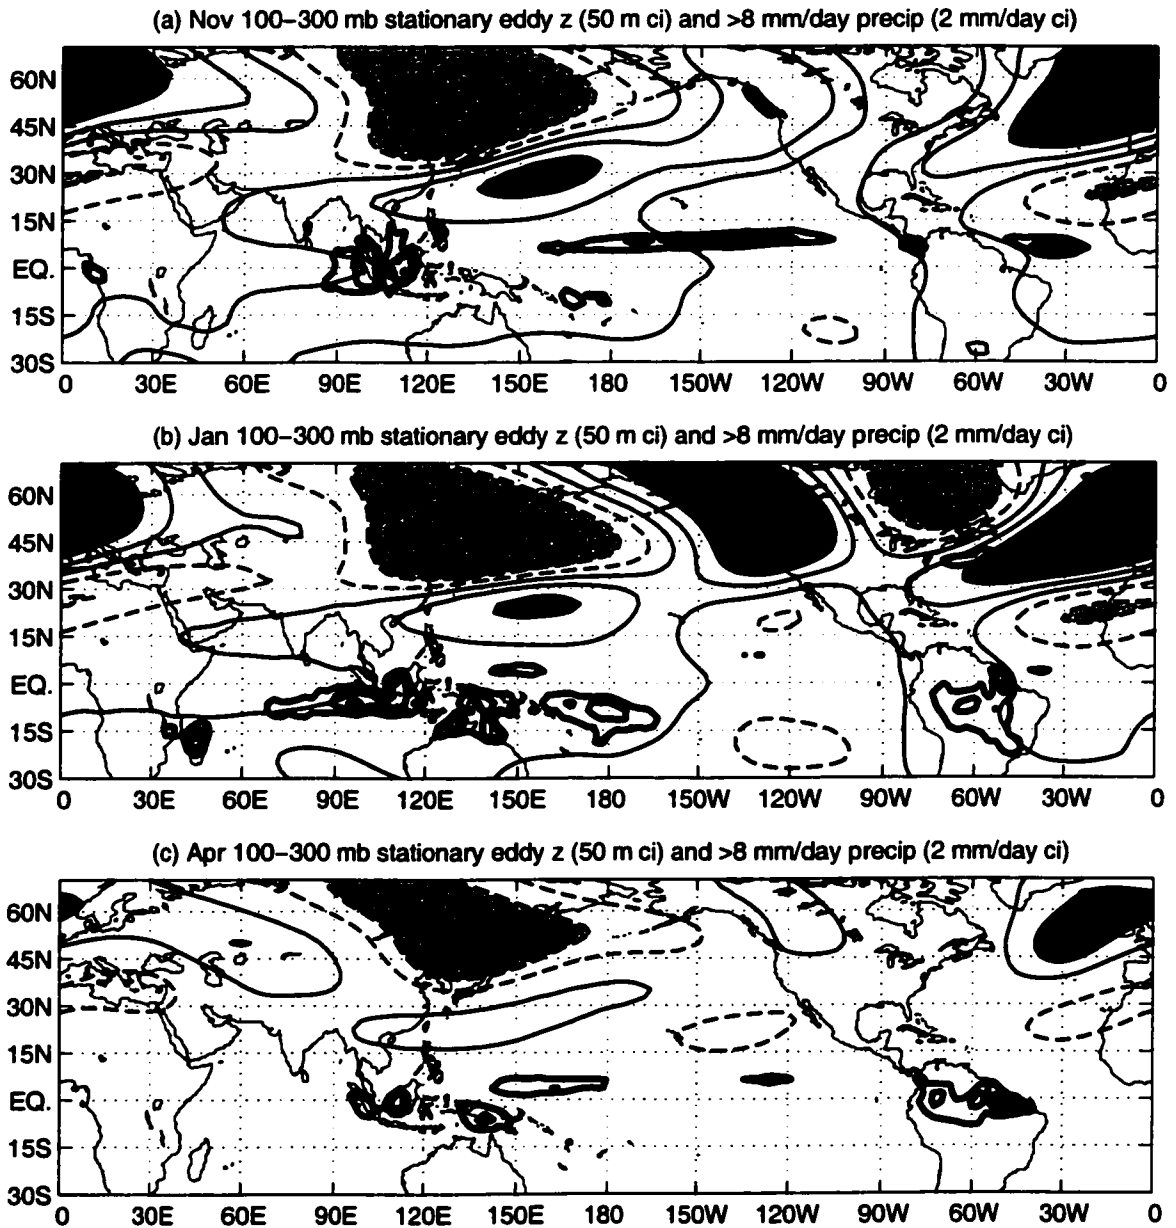 (a) Nov 100−300 mb stationary eddy z (50 m ci) and >8 mm/day precip (2 mm/day ci)
60N
45N
30N
15N
EQ.
15S
30S
0 30E 60E 90E 120E 150E 180 150W 120W 90W 60W 30W 0
(b) Jan 100−300 mb stationary eddy z (50 m ci) and >8 mm/day precip (2 mm/day ci)
60N
45N
30N
15N
EQ.
15S
30S
0 30E 60E 90E 120E 150E 180 150W 120W 90W 60W 30W 0
(c) Apr 100−300 mb stationary eddy z (50 m ci) and >8 mm/day precip (2 mm/day ci)
60N
45N
30N
15N
EQ.
15S
30S
0 30E 60E 90E 120E 150E 180 150W 120W 90W 60W 30W 0